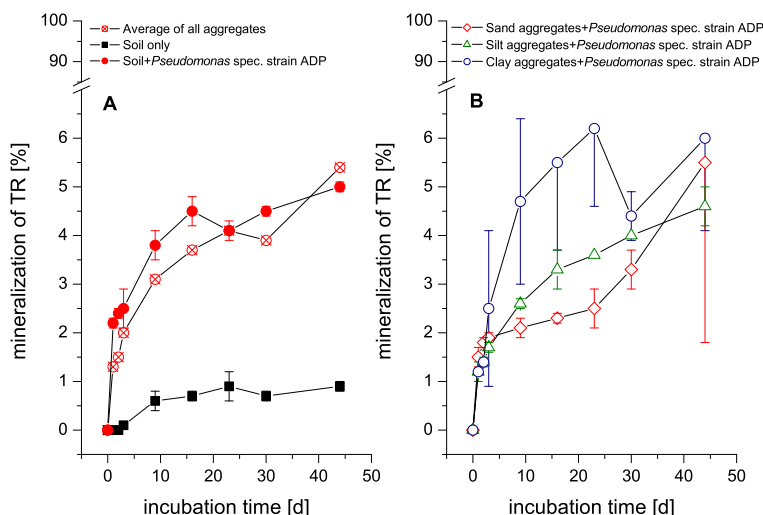 100
90
6
5
4
3
2
1
0
mineralization of TR [%]
Average of all aggregates
Soil only
Soil+Pseudomonas spec. strain ADP
A
0 10 20 30 40 50
incubation time [d]
100
90
6
5
4
3
2
1
0
mineralization of TR [%]
Sand aggregates+Pseudomonas spec. strain ADP
Silt aggregates+Pseudomonas spec. strain ADP
Clay aggregates+Pseudomonas spec. strain ADP
B
0 10 20 30 40 50
incubation time [d]